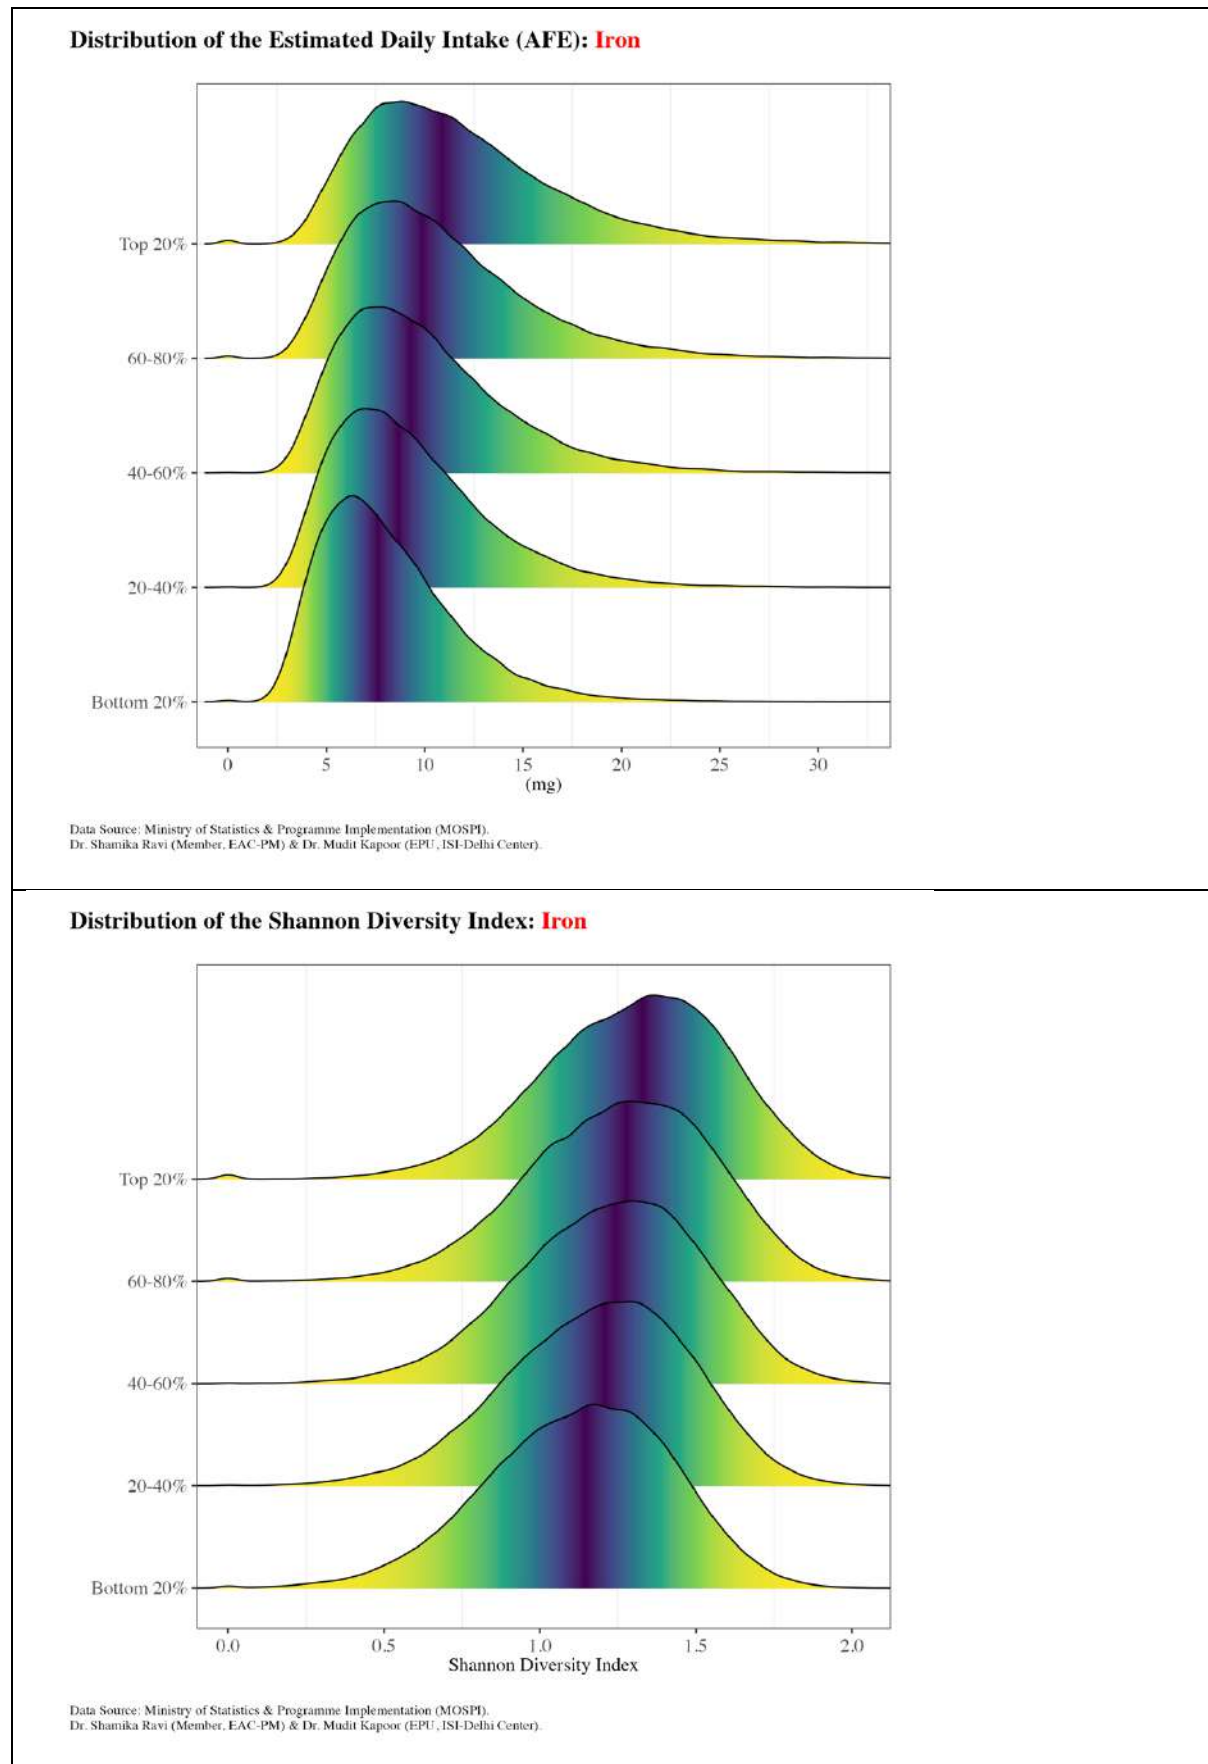 Distribution of the Estimated Daily Intake (AFE): Iron
Top 20%
60-80%
40-60%
20-40%
Bottom 20%
0 5 10 15 20 25 30
(mg)
Data Source: Ministry of Statistics & Programme Implementation (MOSPI).
Dr. Shamika Ravi (Member, EAC-PM) & Dr. Mudit Kapoor (EPU, ISI-Delhi Center).
Distribution of the Shannon Diversity Index: Iron
Top 20%
60-80%
40-60%
20-40%
Bottom 20%
0.0 0.5 1.0 1.5 2.0
Shannon Diversity Index
Data Source: Ministry of Statistics & Programme Implementation (MOSPI).
Dr. Shamika Ravi (Member, EAC-PM) & Dr. Mudit Kapoor (EPU, ISI-Delhi Center).